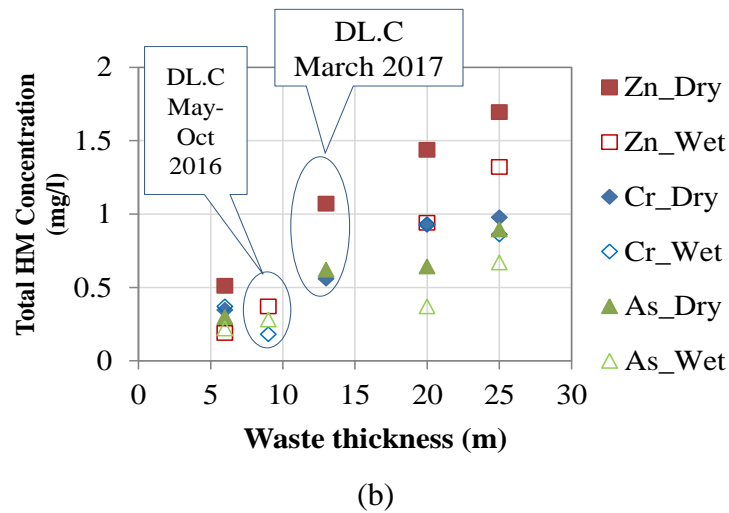 DL.C
March 2017
DL.C
May-
Oct
2016
Total HM Concentration
(mg/l)
2
1.5
1
0.5
0
0
5
10
15
20
25
30
Waste thickness (m)
Zn_Dry
Zn_Wet
Cr_Dry
Cr_Wet
As_Dry
As_Wet
(b)